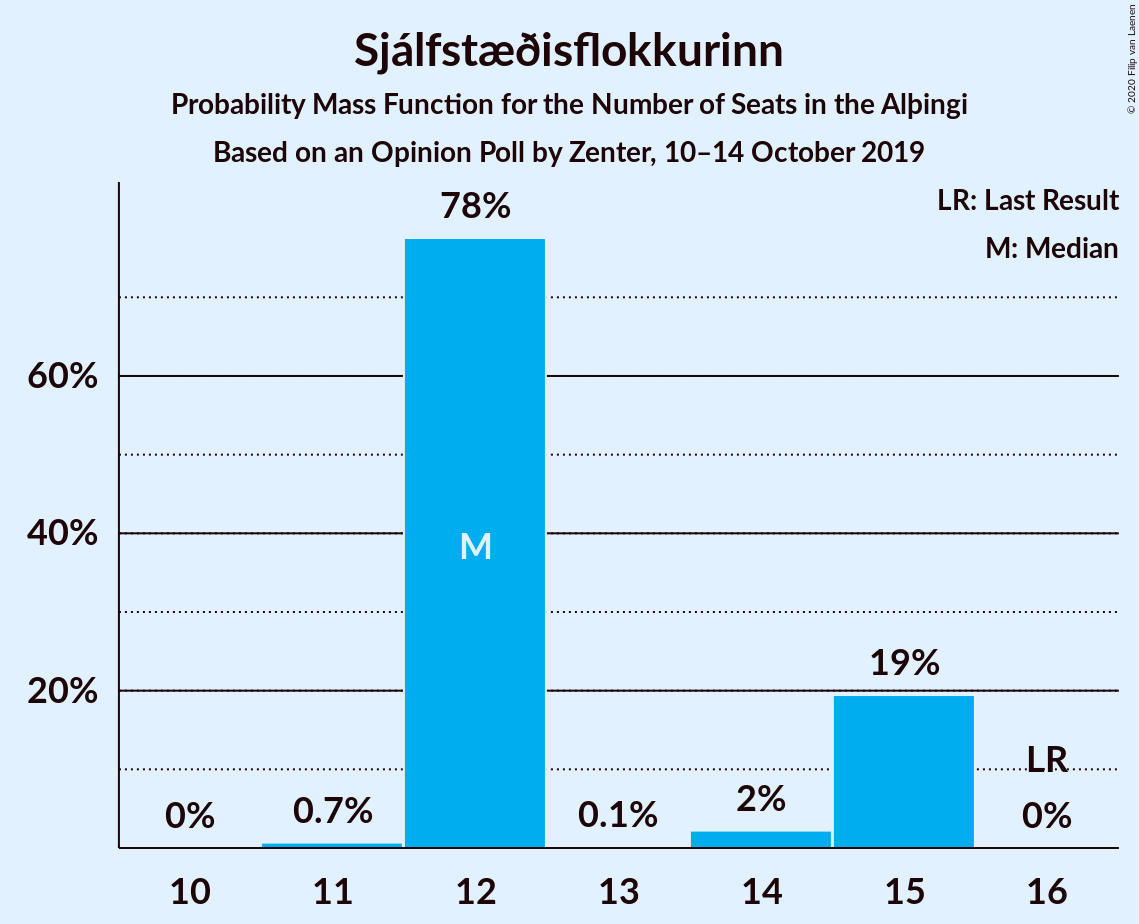 Sjálfstæðisflokkurinn
Probability Mass Function for the Number of Seats in the Alþingi
Based on an Opinion Poll by Zenter, 10–14 October 2019
© 2020 Filip van Laenen
LR: Last Result
M: Median
78%
60%
M
40%
19%
20%
LR
0%
0.7%
0.1%
2%
0%
10 11 12 13 14 15 16